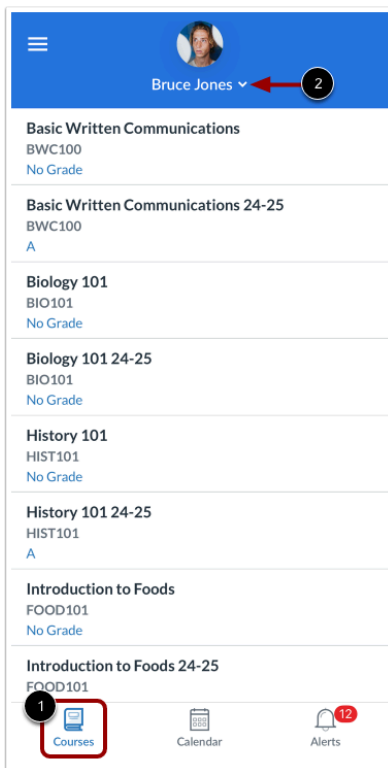 Bruce Jones
2
Basic Written Communications
BWC100
No Grade
Basic Written Communications 24-25
BWC100
A
Biology 101
BIO101
No Grade
Biology 101 24-25
BIO101
No Grade
History 101
HIST101
No Grade
History 101 24-25
HIST101
A
Introduction to Foods
FOOD101
No Grade
Introduction to Foods 24-25
FOOD101
1
12
Courses Calendar Alerts